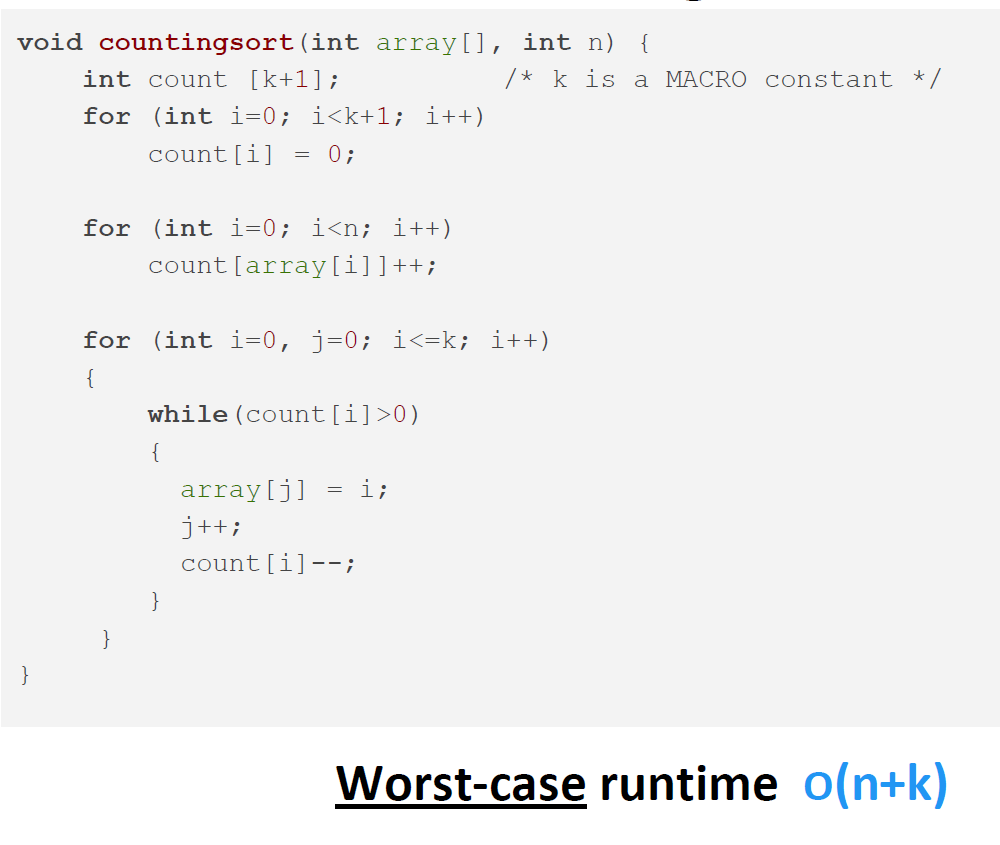 void countingsort(int array[], int n) {
    int count [k+1];          /* k is a MACRO constant */
    for (int i=0; i<k+1; i++)
        count[i] = 0;

    for (int i=0; i<n; i++)
        count[array[i]]++;

    for (int i=0, j=0; i<=k; i++)
    {
        while(count[i]>0)
        {
          array[j] = i;
          j++;
          count[i]--;
        }
     }
}
Worst-case runtime O(n+k)